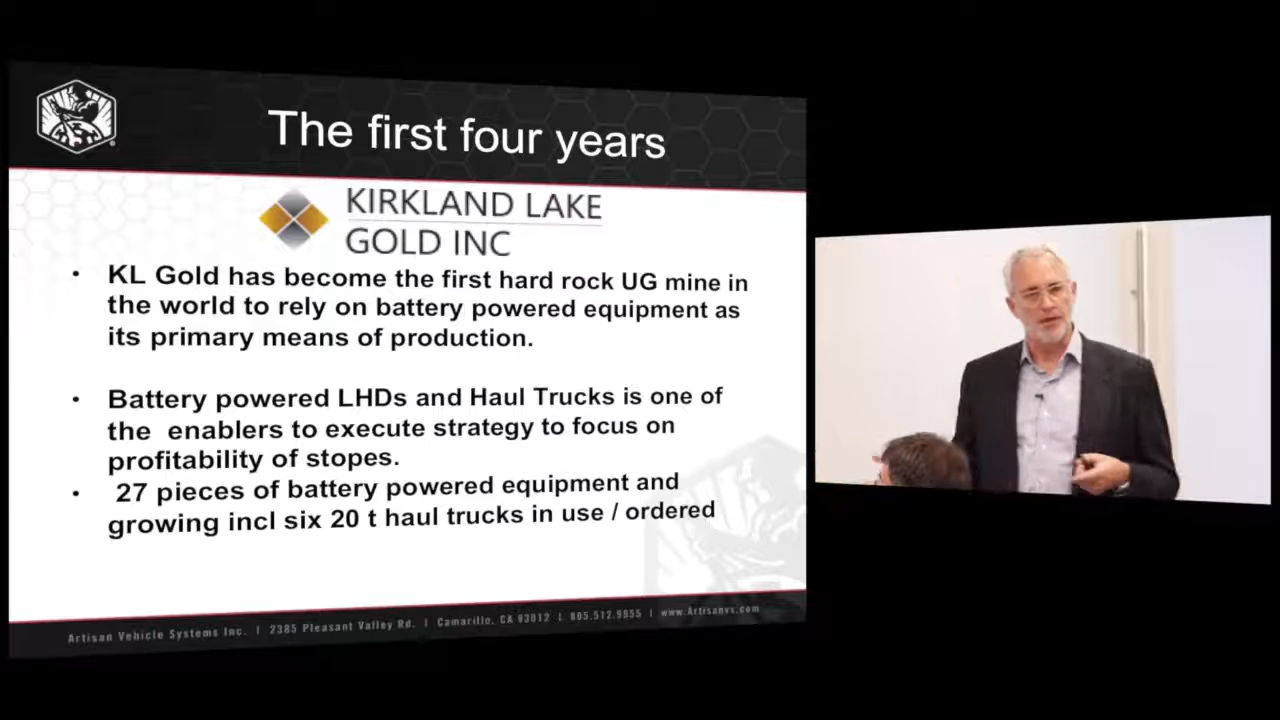 The first four years
KIRKLAND LAKE
GOLD INC
• KL Gold has become the first hard rock UG mine in
the world to rely on battery powered equipment as
its primary means of production.
• Battery powered LHDs and Haul Trucks is one of
the enablers to execute strategy to focus on
profitability of stopes.
• 27 pieces of battery powered equipment and
growing incl six 20 t haul trucks in use / ordered
Artisan Vehicle Systems Inc. | 2385 Pleasant Valley Rd. | Camarillo, CA 93012 | 805.512.9955 | www.Artisanvs.com